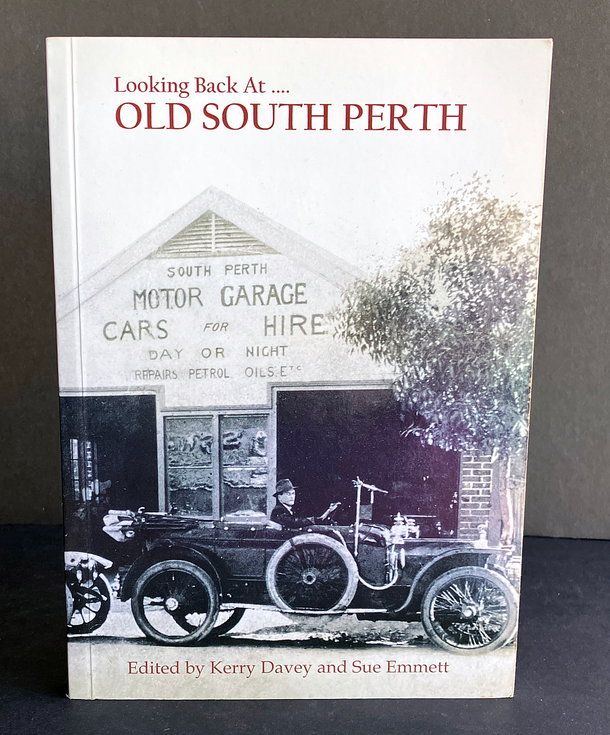 Looking Back At ....
OLD SOUTH PERTH
SOUTH PERTH
MOTOR GARAGE
CARS FOR HIRE
DAY OR NIGHT
REPAIRS PETROL OILS. ETC
Edited by Kerry Davey and Sue Emmett